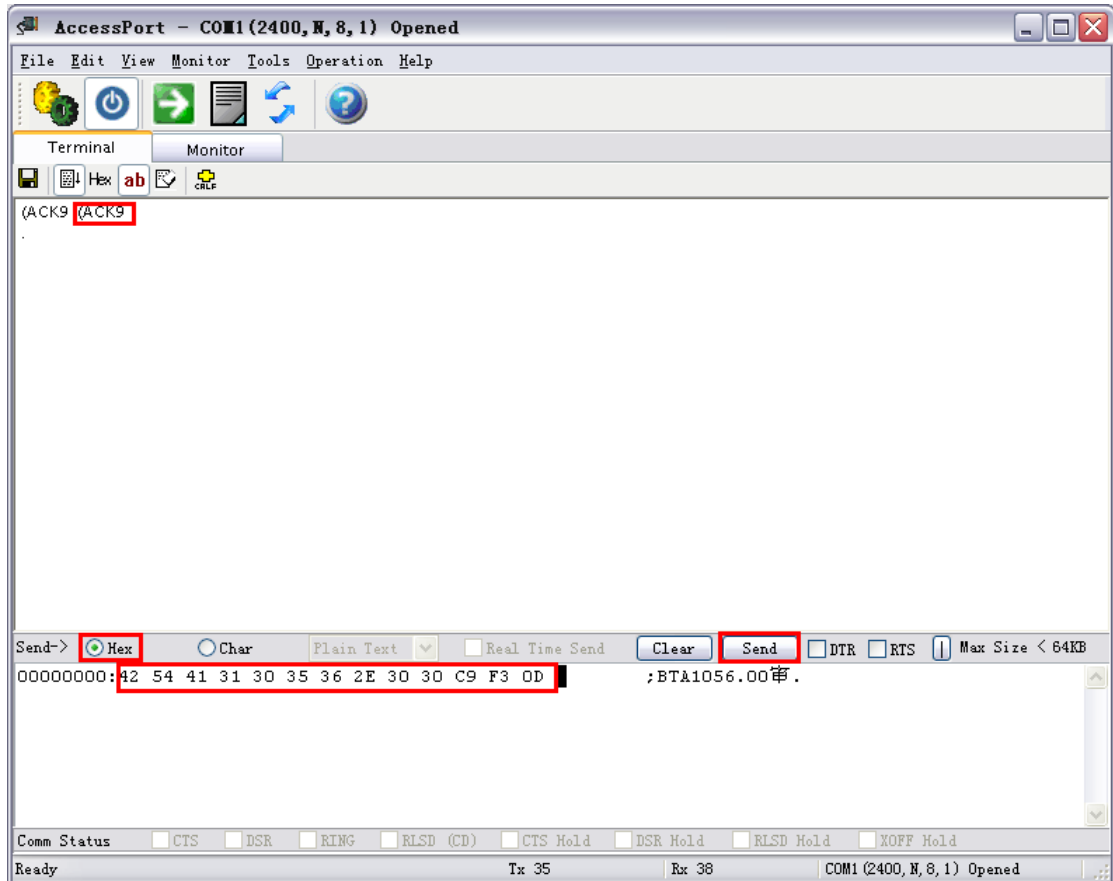 AccessPort - COM1(2400,N,8,1) Opened
File Edit View Monitor Tools Operation Help
Terminal Monitor
Hex ab CRLF
(ACK9 (ACK9
.
Send-> Hex Char Plain Text Real Time Send Clear Send DTR RTS | Max Size < 64KB
00000000:42 54 41 31 30 35 36 2E 30 30 C9 F3 0D ;BTA1056.00审.
Comm Status CTS DSR RING RLSD (CD) CTS Hold DSR Hold RLSD Hold XOFF Hold
Ready Tx 35 Rx 38 COM1(2400,N,8,1) Opened